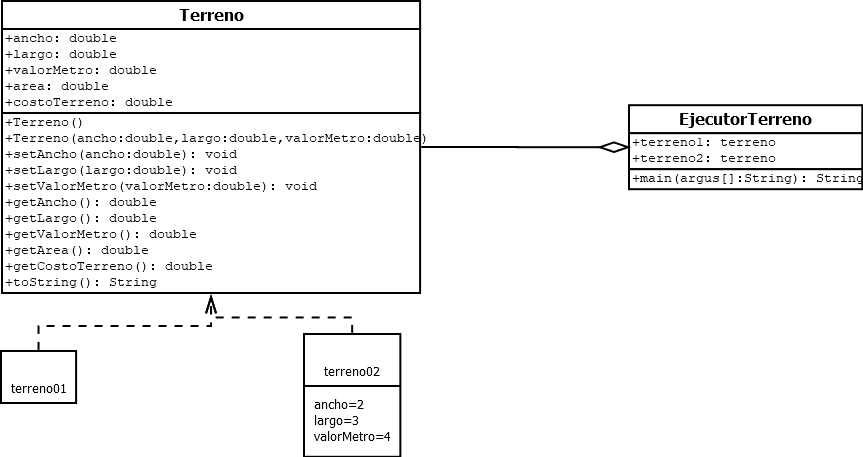 Terreno
+ancho: double
+largo: double
+valorMetro: double
+area: double
+costoTerreno: double
+Terreno()
+Terreno(ancho:double,largo:double,valorMetro:double)
+setAncho(ancho:double): void
+setLargo(largo:double): void
+setValorMetro(valorMetro:double): void
+getAncho(): double
+getLargo(): double
+getValorMetro(): double
+getArea(): double
+getCostoTerreno(): double
+toString(): String
EjecutorTerreno
+terreno1: terreno
+terreno2: terreno
+main(argus[]:String): String
terreno01
terreno02
ancho=2
largo=3
valorMetro=4